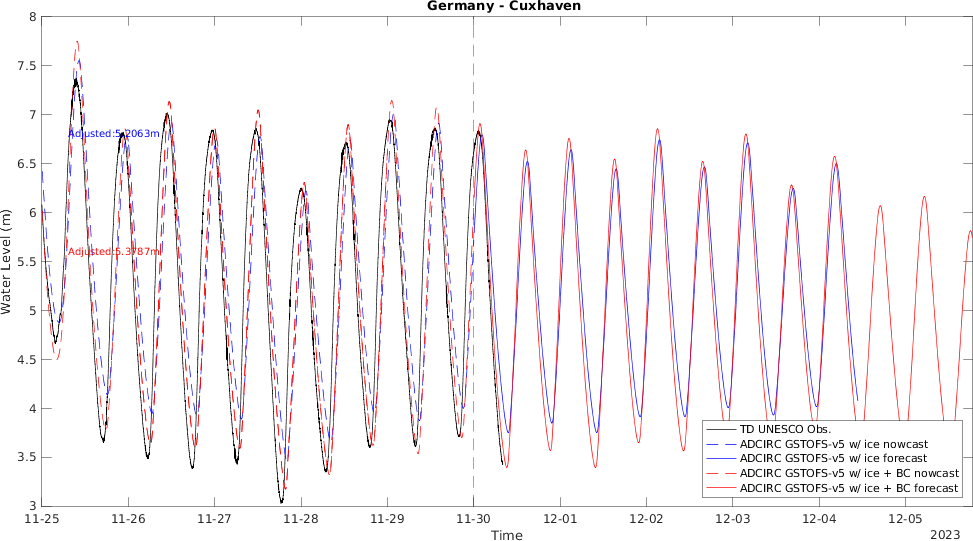 Germany - Cuxhaven
8
7.5
7
6.5
6
5.5
5
4.5
4
3.5
3
Water Level (m)
Adjusted:5.2063m
Adjusted:5.3787m
TD UNESCO Obs.
ADCIRC GSTOFS-v5 w/ ice nowcast
ADCIRC GSTOFS-v5 w/ ice forecast
ADCIRC GSTOFS-v5 w/ ice + BC nowcast
ADCIRC GSTOFS-v5 w/ ice + BC forecast
11-25 11-26 11-27 11-28 11-29 11-30 12-01 12-02 12-03 12-04 12-05
Time
2023